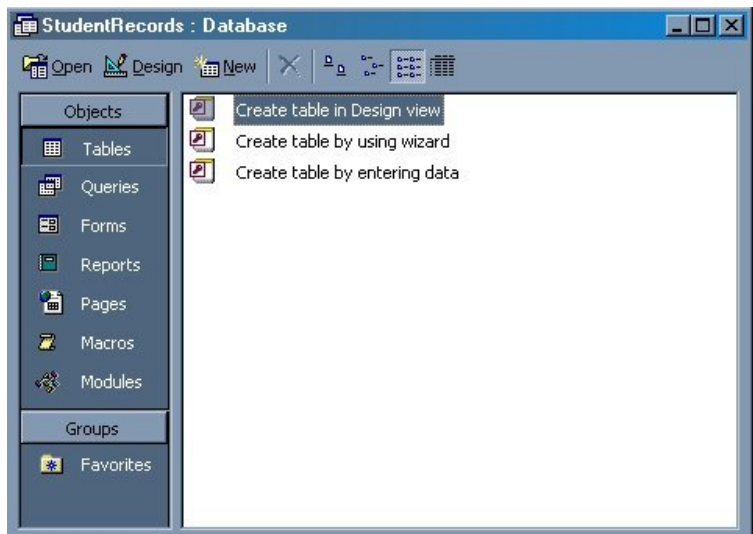 StudentRecords : Database
Open Design New
Objects
Tables
Queries
Forms
Reports
Pages
Macros
Modules
Groups
Favorites
Create table in Design view
Create table by using wizard
Create table by entering data